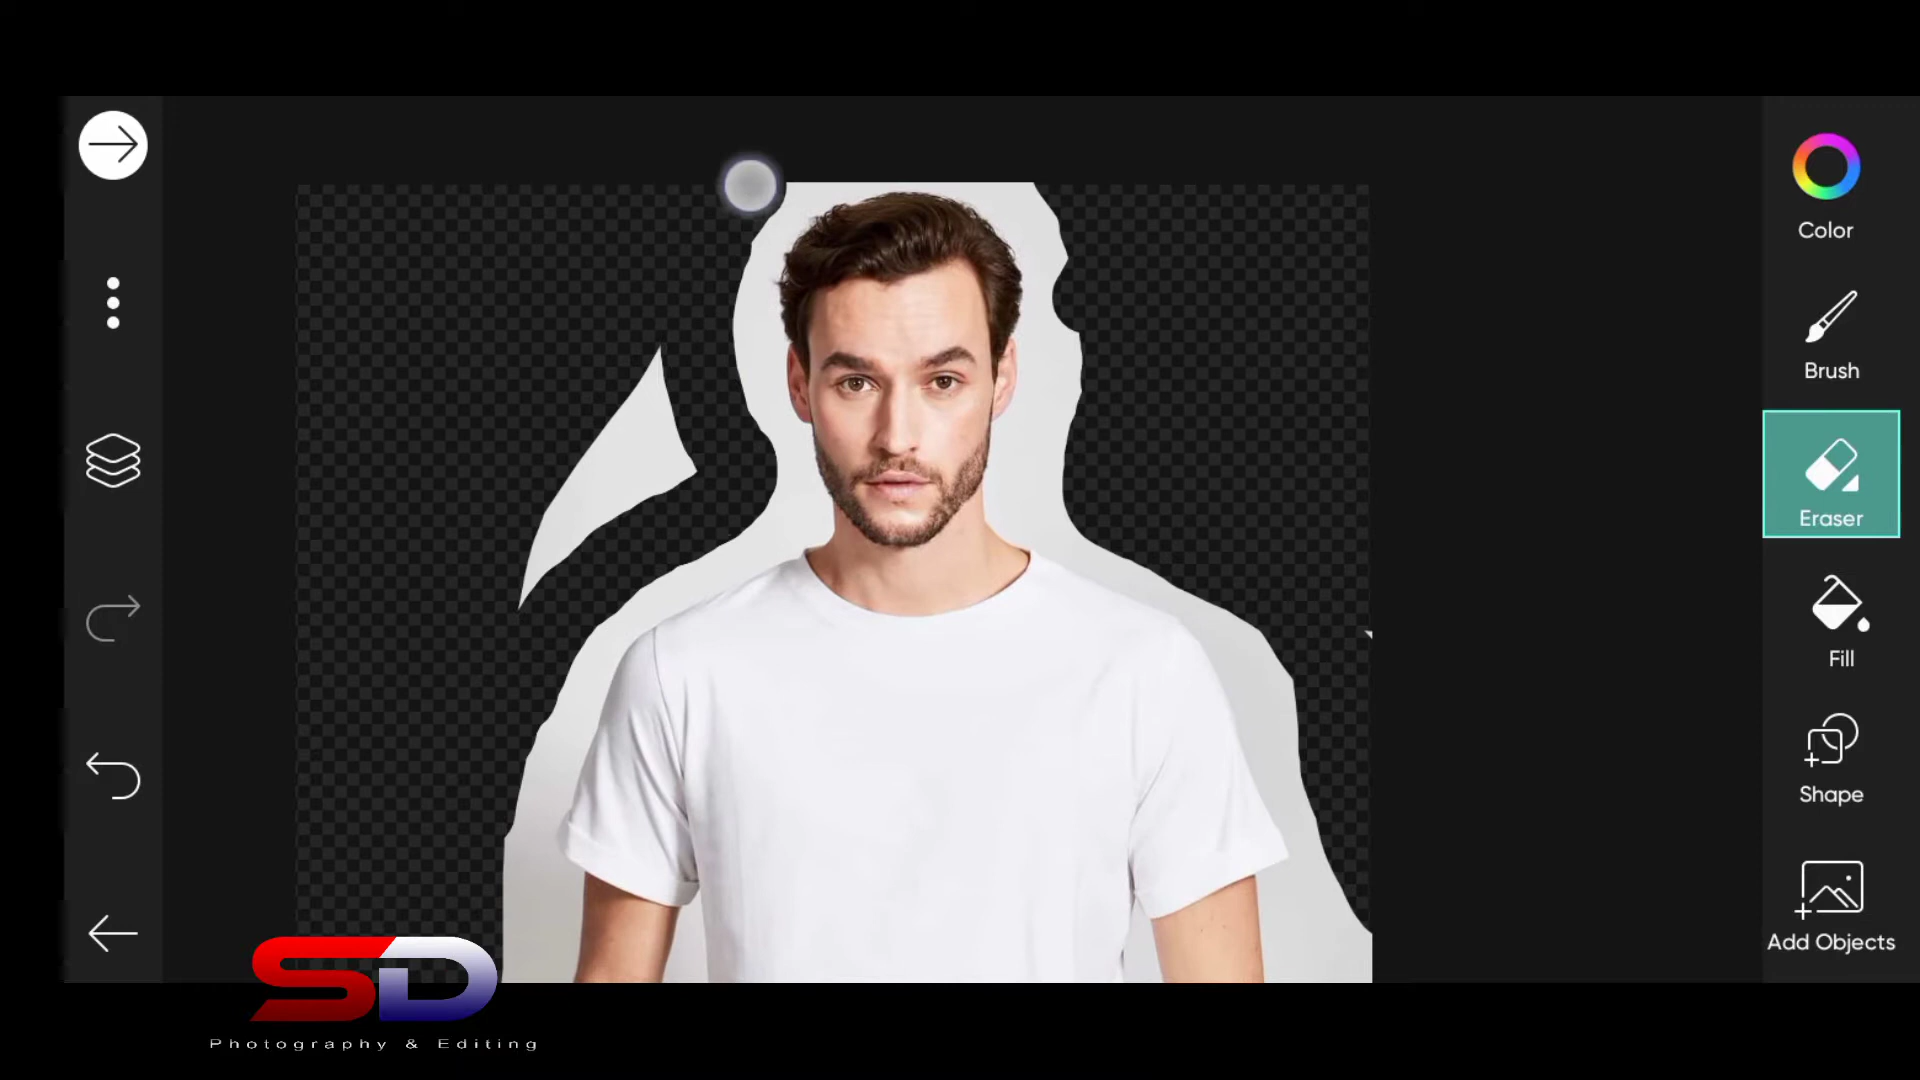 Color
Brush
Eraser
Fill
Shape
Add Objects
SD
Photography & Editing